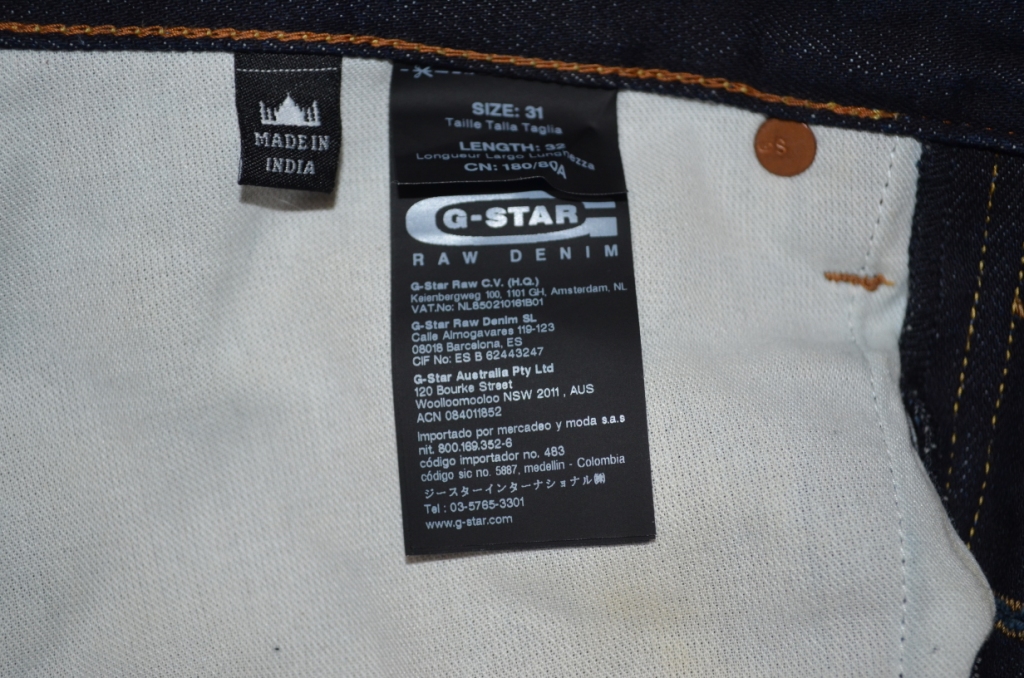 MADE IN
INDIA
SIZE: 31
Taille Talla Taglia
LENGTH: 32
Longueur Largo Lunghezza
CN: 180/80A
G-STAR
RAW DENIM
G-Star Raw C.V. (H.Q.)
Keienbergweg 100, 1101 GH, Amsterdam, NL
VAT.No: NL850210161B01
G-Star Raw Denim SL
Calle Almogavares 119-123
08018 Barcelona, ES
CIF No: ES B 62443247
G-Star Australia Pty Ltd
120 Bourke Street
Woolloomooloo NSW 2011 , AUS
ACN 084011852
Importado por mercadeo y moda s.a.s
nit. 800.169.352-6
código importador no. 483
código sic no. 5887, medellin - Colombia
ジースターインターナショナル㈱
Tel : 03-5765-3301
www.g-star.com